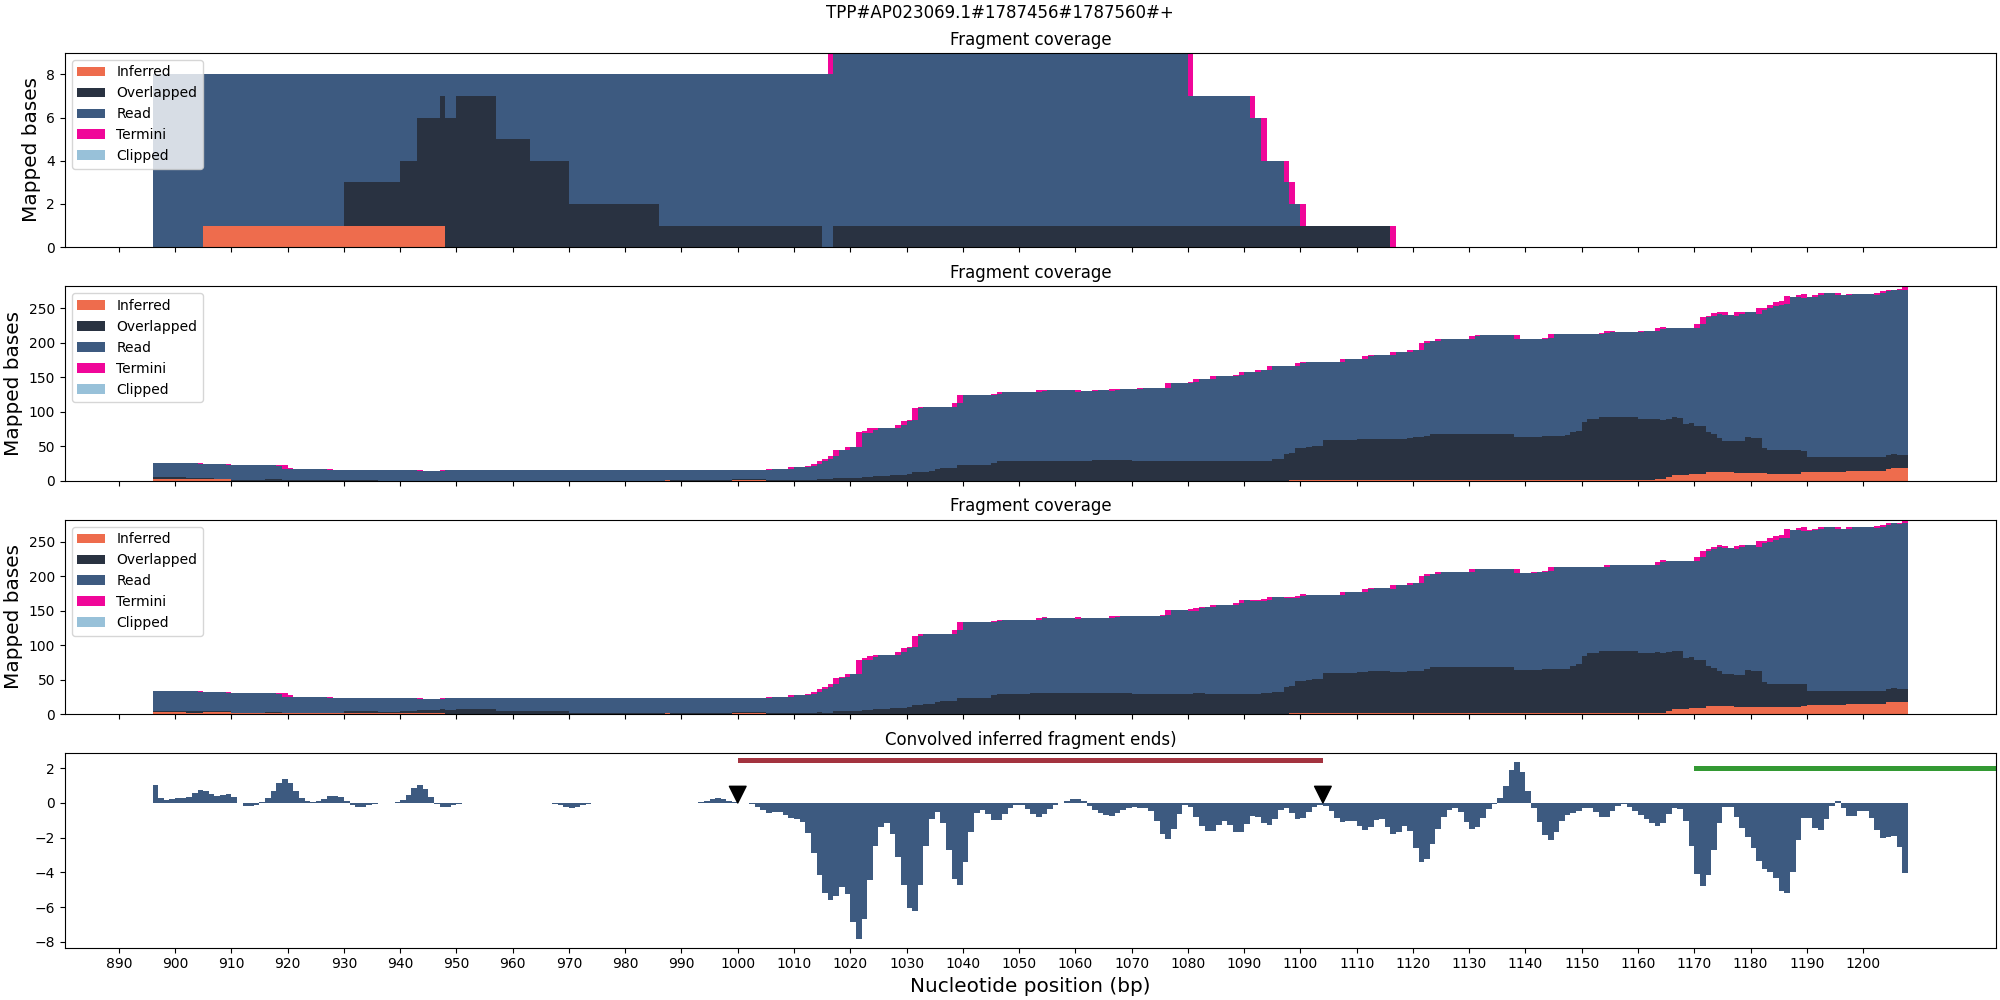 TPP#AP023069.1#1787456#1787560#+
Fragment coverage
Mapped bases
8
6
4
2
0
Inferred
Overlapped
Read
Termini
Clipped
Fragment coverage
Mapped bases
250
200
150
100
50
0
Inferred
Overlapped
Read
Termini
Clipped
Fragment coverage
Mapped bases
250
200
150
100
50
0
Inferred
Overlapped
Read
Termini
Clipped
Convolved inferred fragment ends)
2
0
−2
−4
−6
−8
890 900 910 920 930 940 950 960 970 980 990 1000 1010 1020 1030 1040 1050 1060 1070 1080 1090 1100 1110 1120 1130 1140 1150 1160 1170 1180 1190 1200
Nucleotide position (bp)